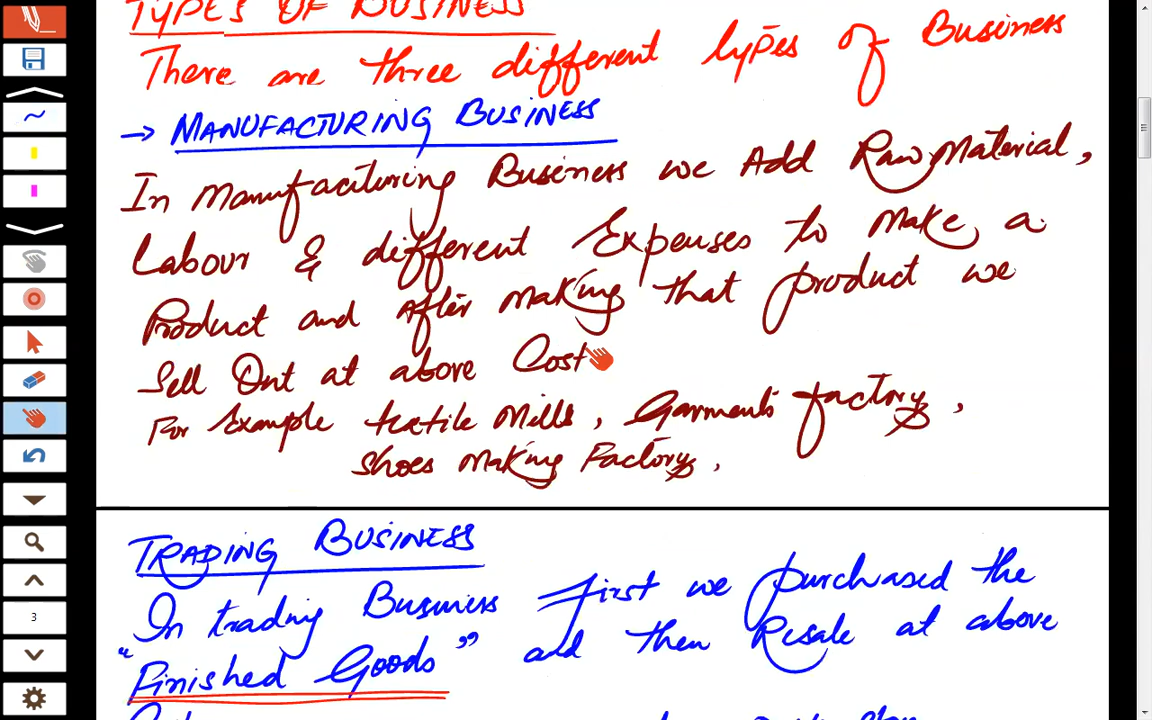 TYPES OF BUSINESS
There are three different types of Business
→ MANUFACTURING BUSINESS
In Manufacturing Business we Add Raw Material,
Labour & different Expenses to Make a
Product and After Making that product we
Sell Out at above Cost
For Example textile Mills, Garments factory,
Shoes Making Factory,
TRADING BUSINESS
In trading Business first we purchased the
"Finished Goods" and then Resale at above
3